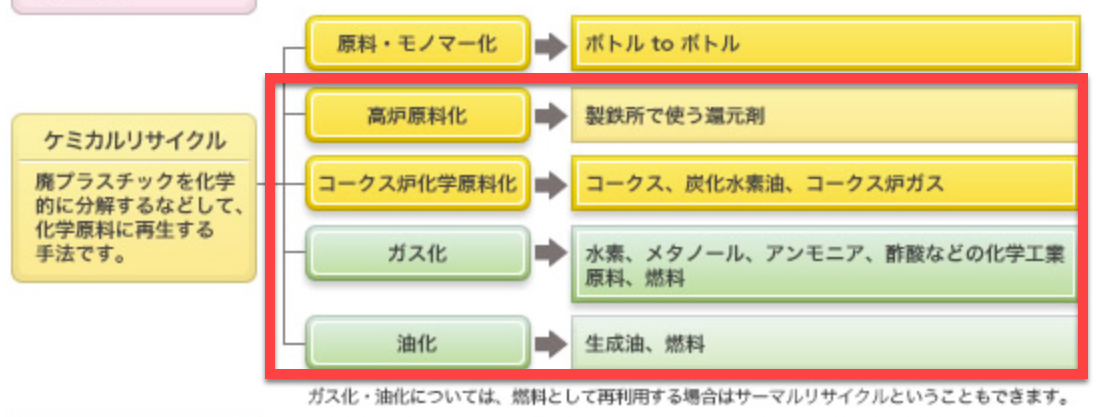 原料・モノマー化
ボトル to ボトル
高炉原料化
製鉄所で使う還元剤
ケミカルリサイクル
廃プラスチックを化学
的に分解するなどして、
化学原料に再生する
手法です。
コークス炉化学原料化
コークス、炭化水素油、コークス炉ガス
ガス化
水素、メタノール、アンモニア、酢酸などの化学工業
原料、燃料
油化
生成油、燃料
ガス化・油化については、燃料として再利用する場合はサーマルリサイクルということもできます。